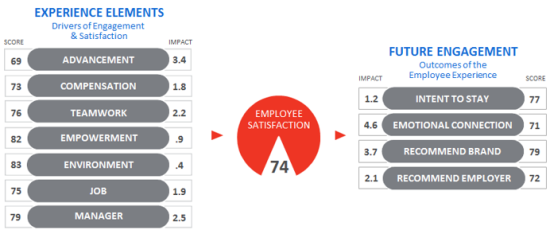 EXPERIENCE ELEMENTS
Drivers of Engagement
& Satisfaction
SCORE IMPACT
69 ADVANCEMENT 3.4
73 COMPENSATION 1.8
76 TEAMWORK 2.2
82 EMPOWERMENT .9
83 ENVIRONMENT .4
75 JOB 1.9
79 MANAGER 2.5
EMPLOYEE
SATISFACTION
74
FUTURE ENGAGEMENT
Outcomes of the
Employee Experience
IMPACT SCORE
1.2 INTENT TO STAY 77
4.6 EMOTIONAL CONNECTION 71
3.7 RECOMMEND BRAND 79
2.1 RECOMMEND EMPLOYER 72